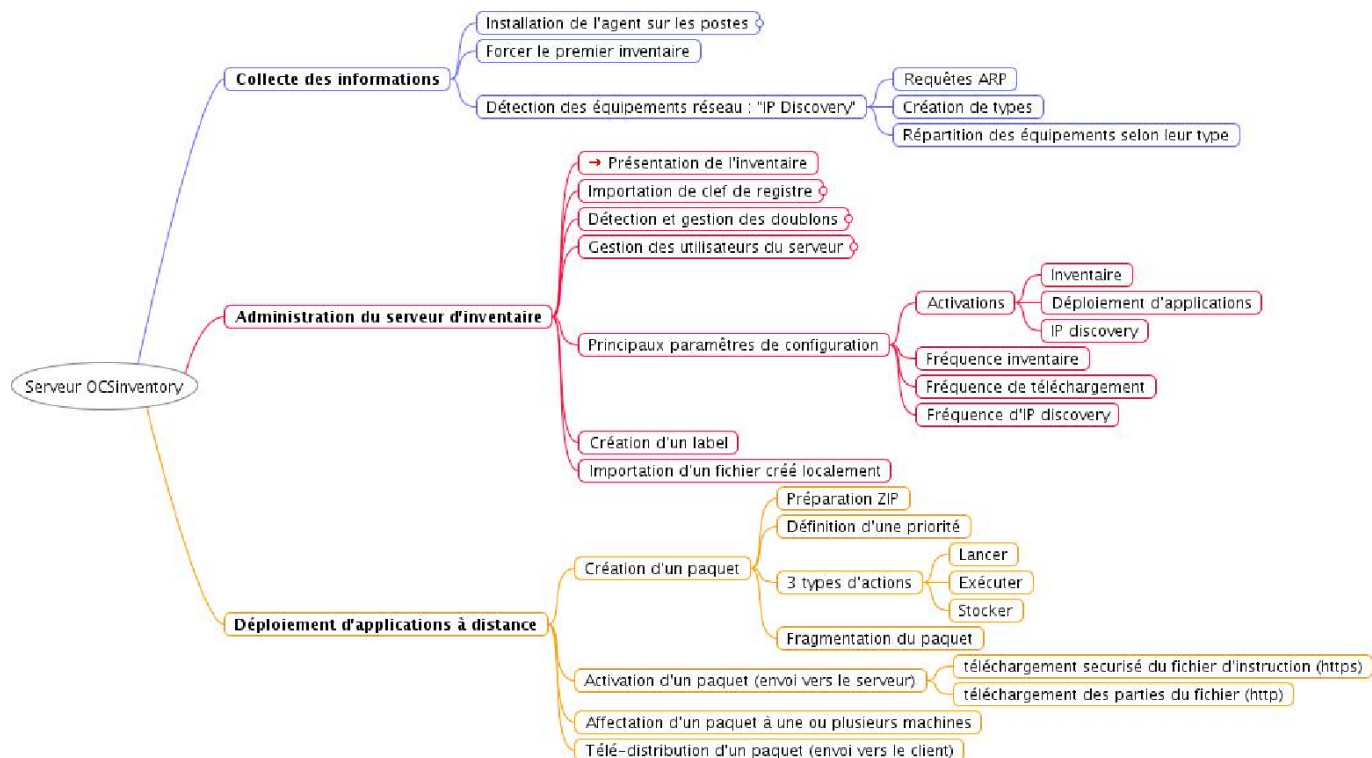 Serveur OCSinventory
Collecte des informations
Installation de l'agent sur les postes
Forcer le premier inventaire
Détection des équipements réseau : "IP Discovery"
Requêtes ARP
Création de types
Répartition des équipements selon leur type
Administration du serveur d'inventaire
→ Présentation de l'inventaire
Importation de clef de registre
Détection et gestion des doublons
Gestion des utilisateurs du serveur
Principaux paramêtres de configuration
Activations
Inventaire
Déploiement d'applications
IP discovery
Fréquence inventaire
Fréquence de téléchargement
Fréquence d'IP discovery
Création d'un label
Importation d'un fichier créé localement
Déploiement d'applications à distance
Création d'un paquet
Préparation ZIP
Définition d'une priorité
3 types d'actions
Lancer
Exécuter
Stocker
Fragmentation du paquet
Activation d'un paquet (envoi vers le serveur)
téléchargement securisé du fichier d'instruction (https)
téléchargement des parties du fichier (http)
Affectation d'un paquet à une ou plusieurs machines
Télé-distribution d'un paquet (envoi vers le client)